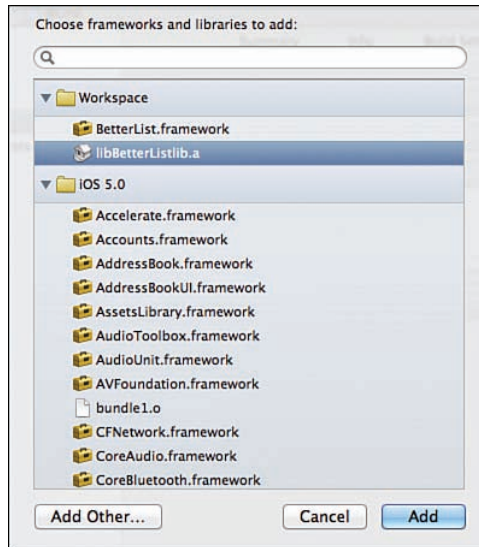 Choose frameworks and libraries to add:
Workspace
BetterList.framework
libBetterListlib.a
iOS 5.0
Accelerate.framework
Accounts.framework
AddressBook.framework
AddressBookUI.framework
AssetsLibrary.framework
AudioToolbox.framework
AudioUnit.framework
AVFoundation.framework
bundle1.o
CFNetwork.framework
CoreAudio.framework
CoreBluetooth.framework
Add Other... Cancel Add